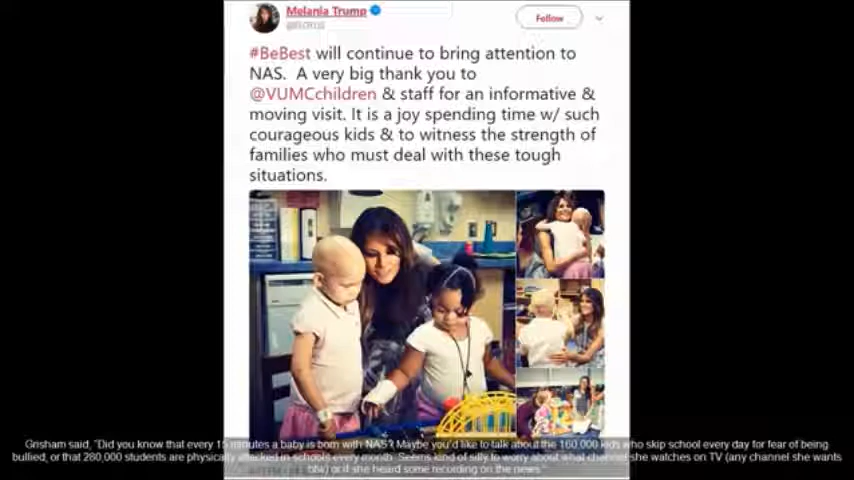 Melania Trump
@FLOTUS
Follow
#BeBest will continue to bring attention to
NAS. A very big thank you to
@VUMCchildren & staff for an informative &
moving visit. It is a joy spending time w/ such
courageous kids & to witness the strength of
families who must deal with these tough
situations.
Grisham said, "Did you know that every 15 minutes a baby is born with NAS? Maybe you'd like to talk about the 160,000 kids who skip school every day for fear of being
bullied, or that 280,000 students are physically attacked in schools every month. Seems kind of silly to worry about what channel she watches on TV (any channel she wants
btw) or if she heard some recording on the news."